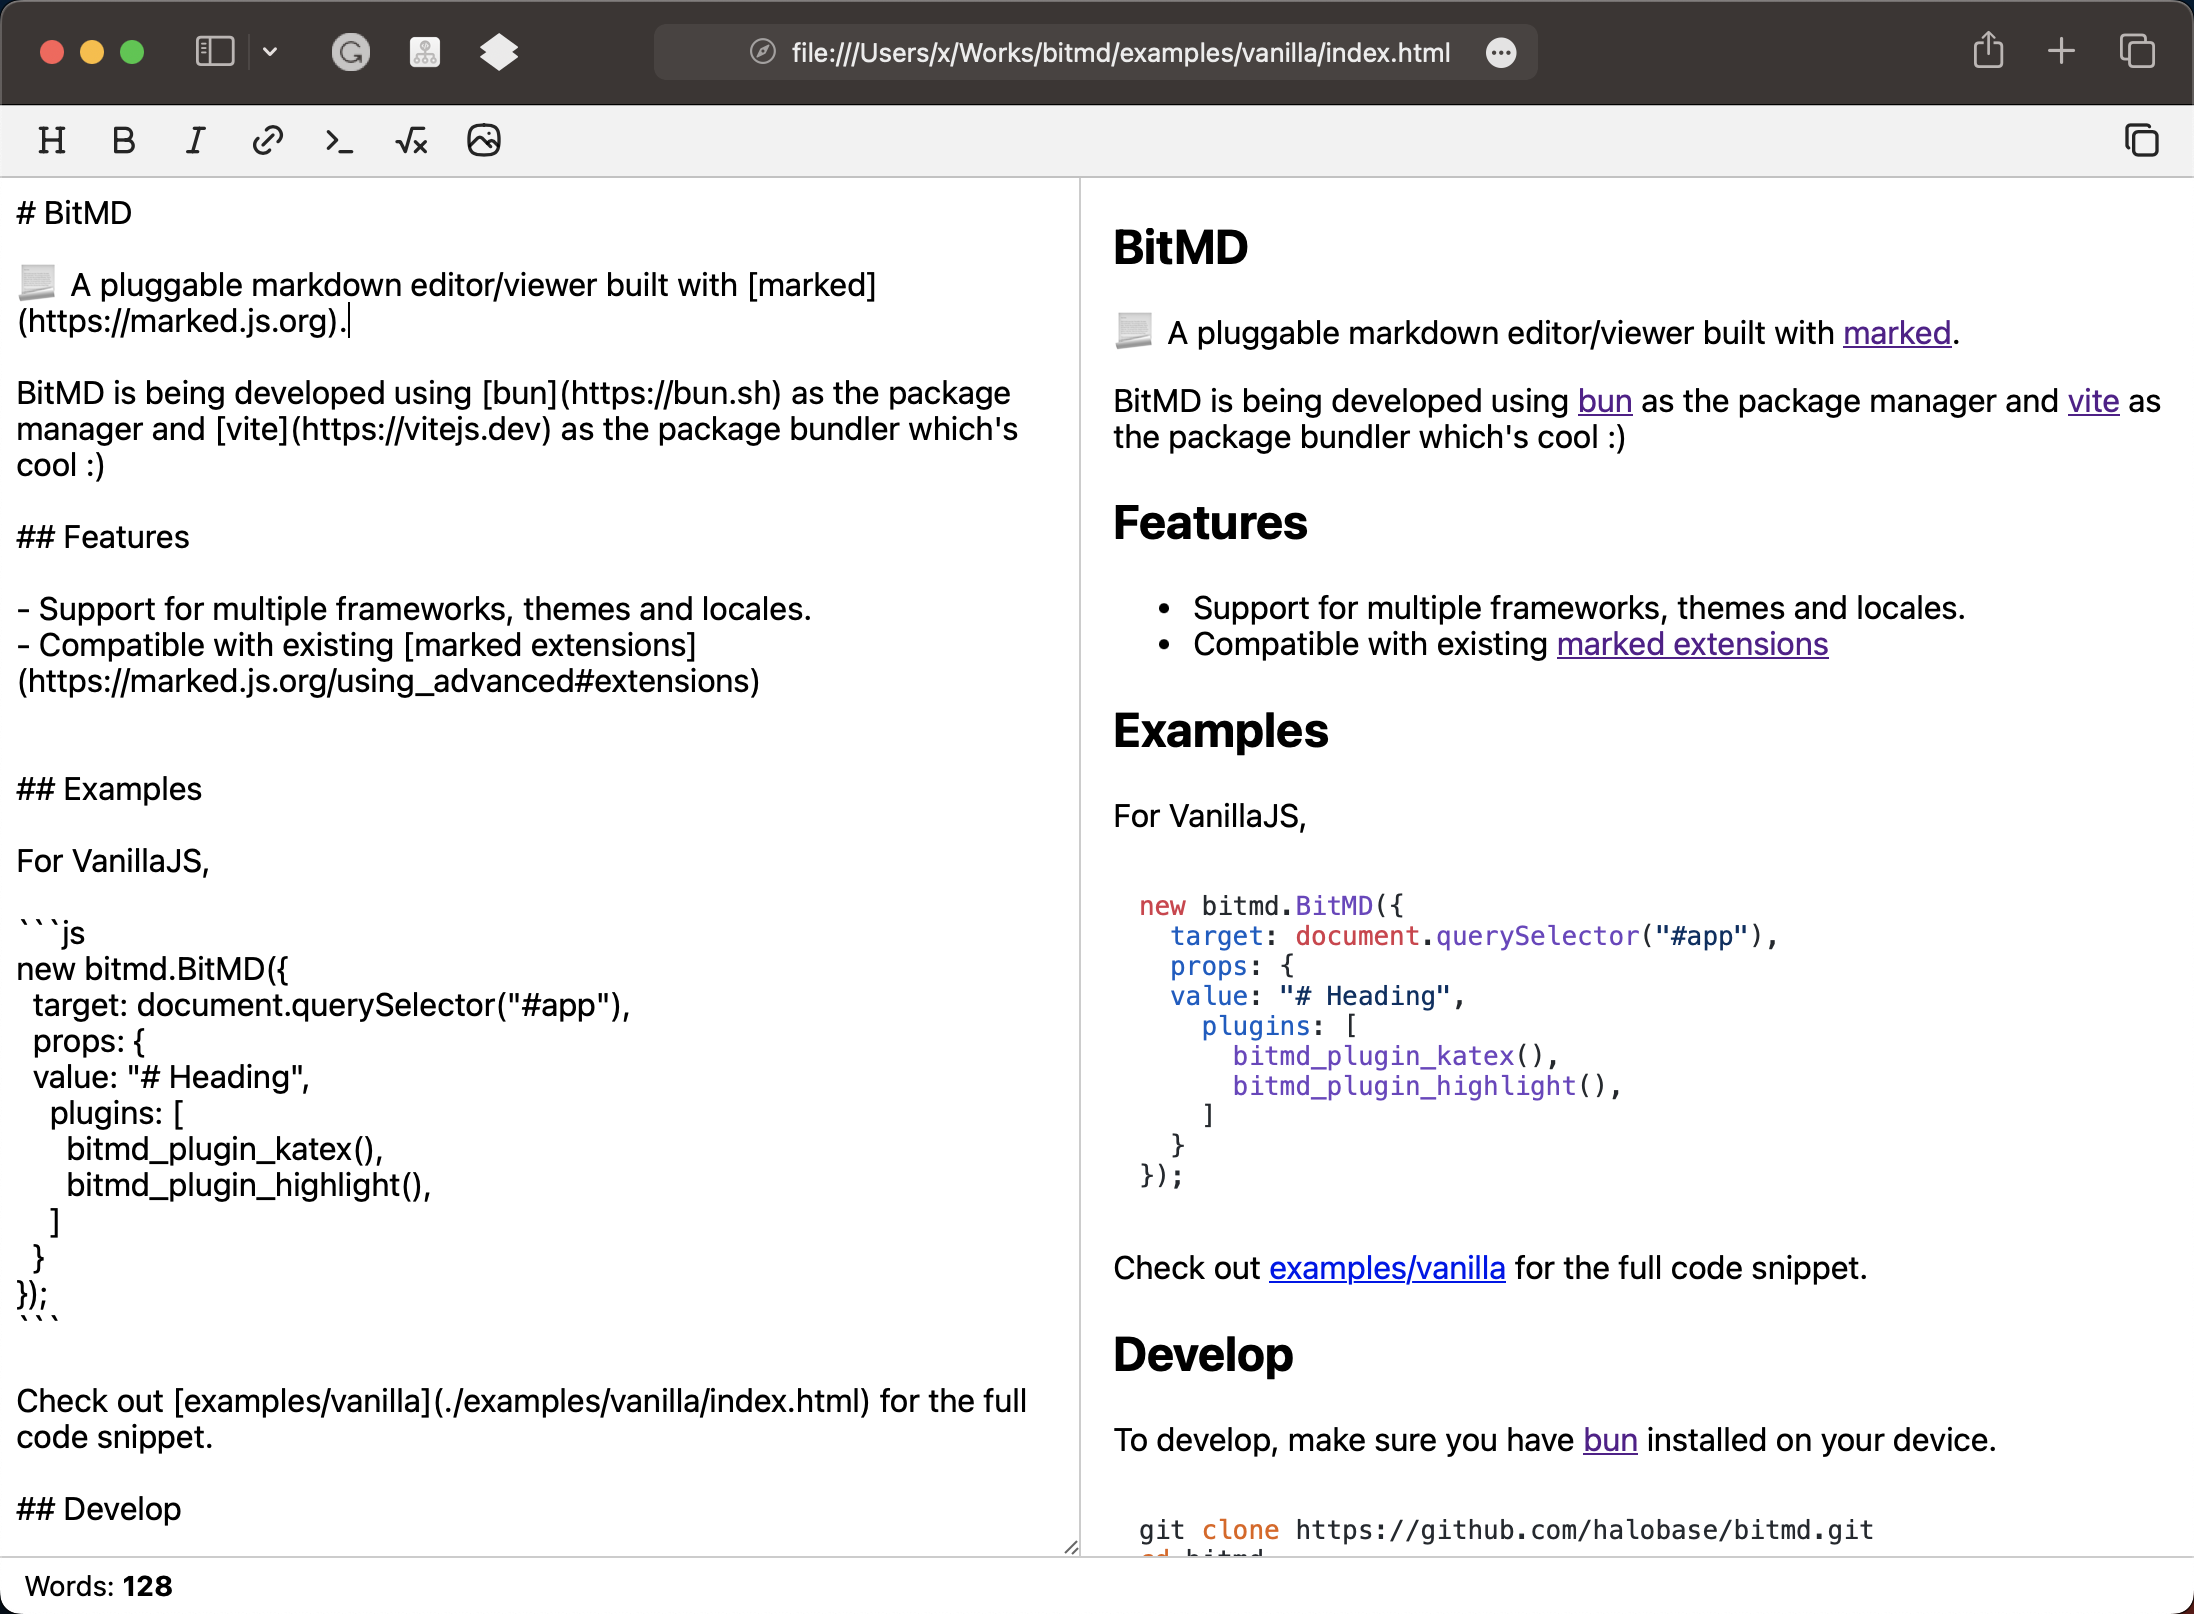 file:///Users/x/Works/bitmd/examples/vanilla/index.html
# BitMD
📃 A pluggable markdown editor/viewer built with [marked]
(https://marked.js.org).
BitMD is being developed using [bun](https://bun.sh) as the package
manager and [vite](https://vitejs.dev) as the package bundler which's
cool :)
## Features
- Support for multiple frameworks, themes and locales.
- Compatible with existing [marked extensions]
(https://marked.js.org/using_advanced#extensions)
## Examples
For VanillaJS,
```js
new bitmd.BitMD({
  target: document.querySelector("#app"),
  props: {
  value: "# Heading",
    plugins: [
      bitmd_plugin_katex(),
      bitmd_plugin_highlight(),
    ]
  }
});
```
Check out [examples/vanilla](./examples/vanilla/index.html) for the full
code snippet.
## Develop
BitMD
📃 A pluggable markdown editor/viewer built with marked.
BitMD is being developed using bun as the package manager and vite as
the package bundler which's cool :)
Features
• Support for multiple frameworks, themes and locales.
• Compatible with existing marked extensions
Examples
For VanillaJS,
new bitmd.BitMD({
  target: document.querySelector("#app"),
  props: {
  value: "# Heading",
    plugins: [
      bitmd_plugin_katex(),
      bitmd_plugin_highlight(),
    ]
  }
});
Check out examples/vanilla for the full code snippet.
Develop
To develop, make sure you have bun installed on your device.
git clone https://github.com/halobase/bitmd.git
cd bitmd
Words: 128